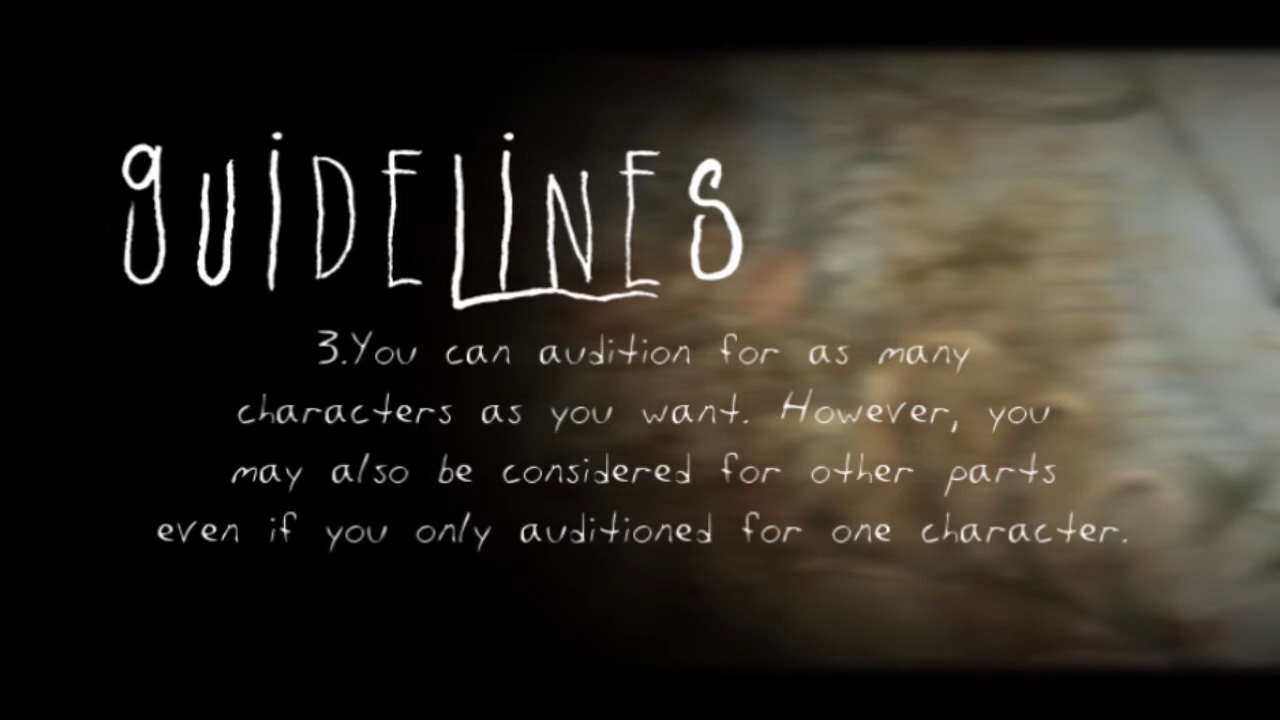 GUIDELINES
3.You can audition for as many
characters as you want. However, you
may also be considered for other parts
even if you only auditioned for one character.